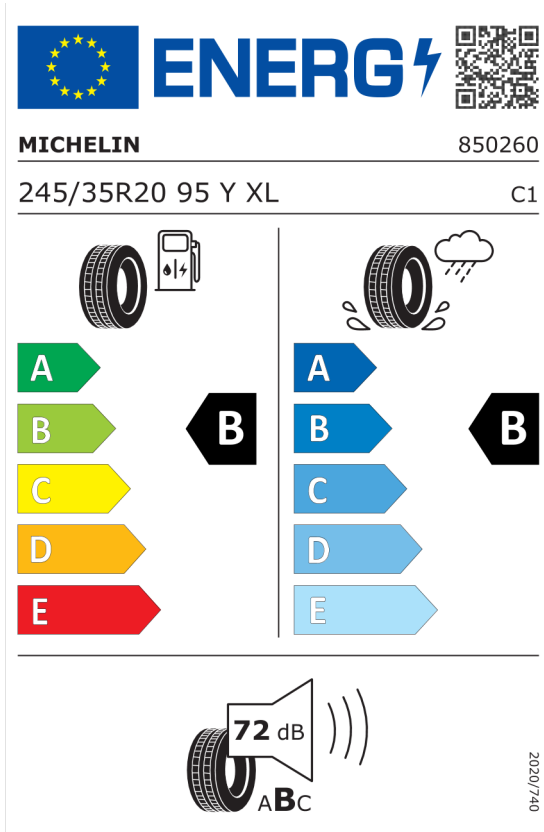 ENERG
MICHELIN 850260
245/35R20 95 Y XL C1
A A
B B B B
C C
D D
E E
72 dB
ABC
2020/740